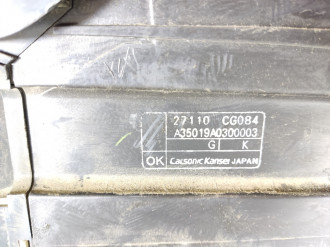 27110 CG084
A35019A0300003
G K
OK Calsonic Kansei JAPAN